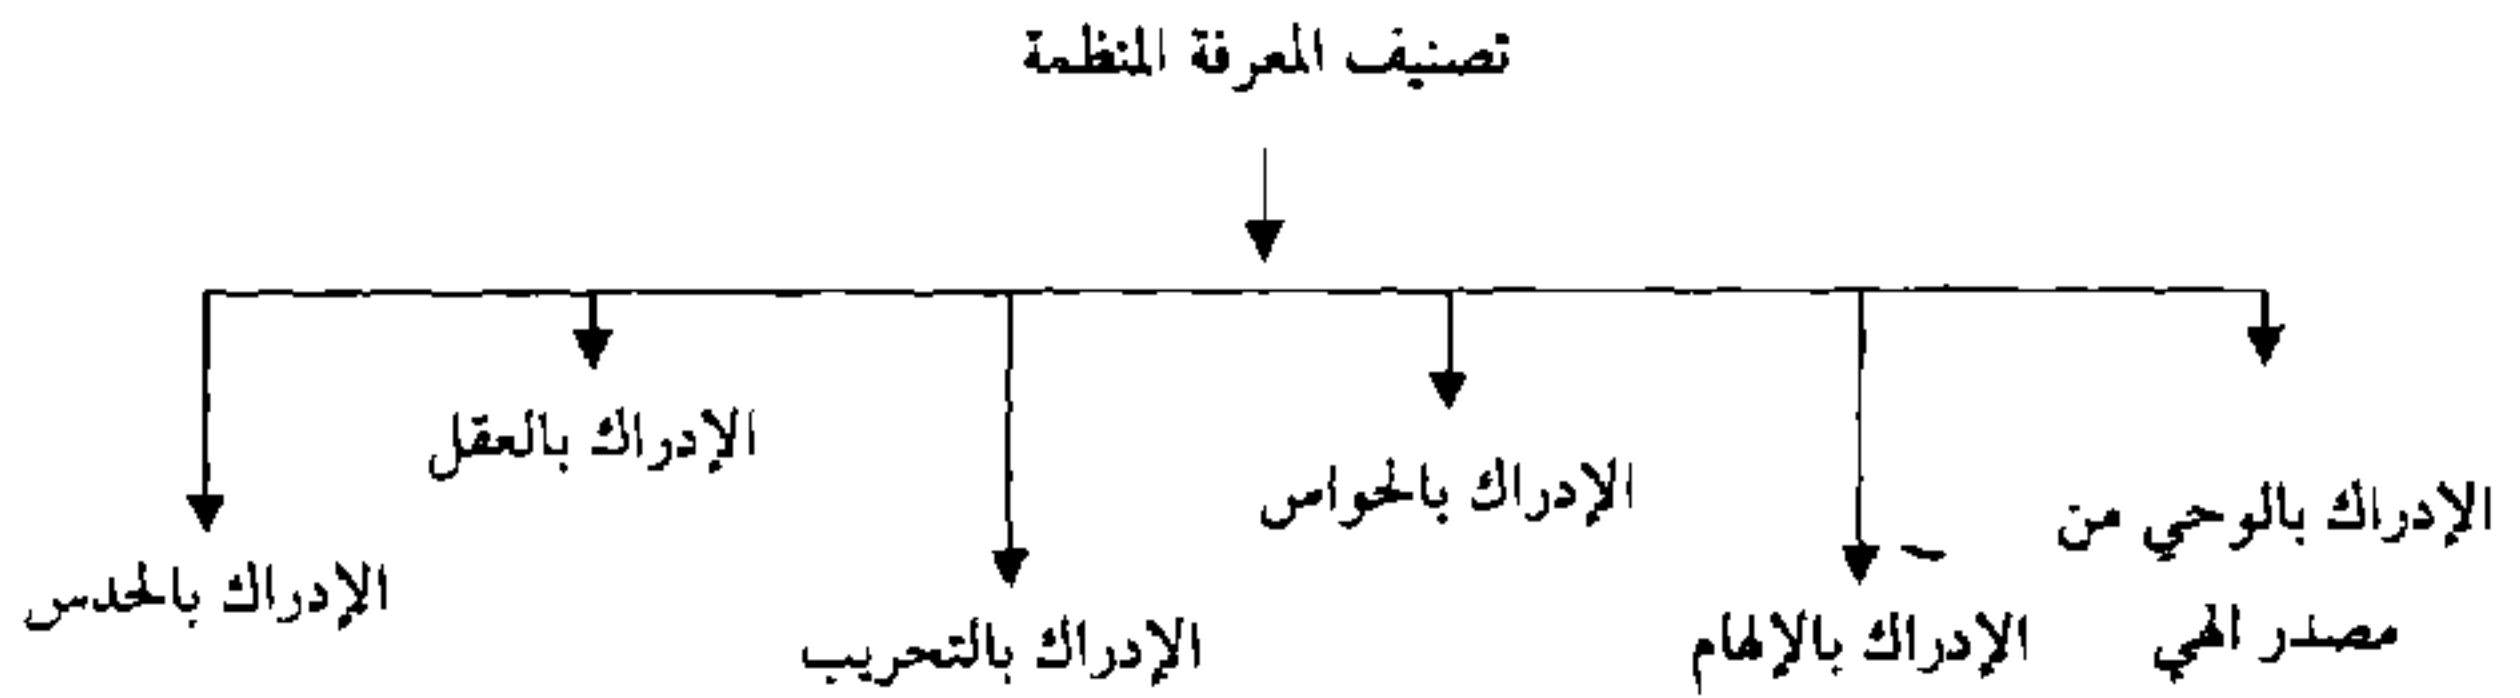 تصنيف المعرفة المنظمة
الإدراك بالوحي من
مصدر الهي
الإدراك بالإلهام
الإدراك بالحواس
الإدراك بالتجريب
الإدراك بالعقل
الإدراك بالحدس